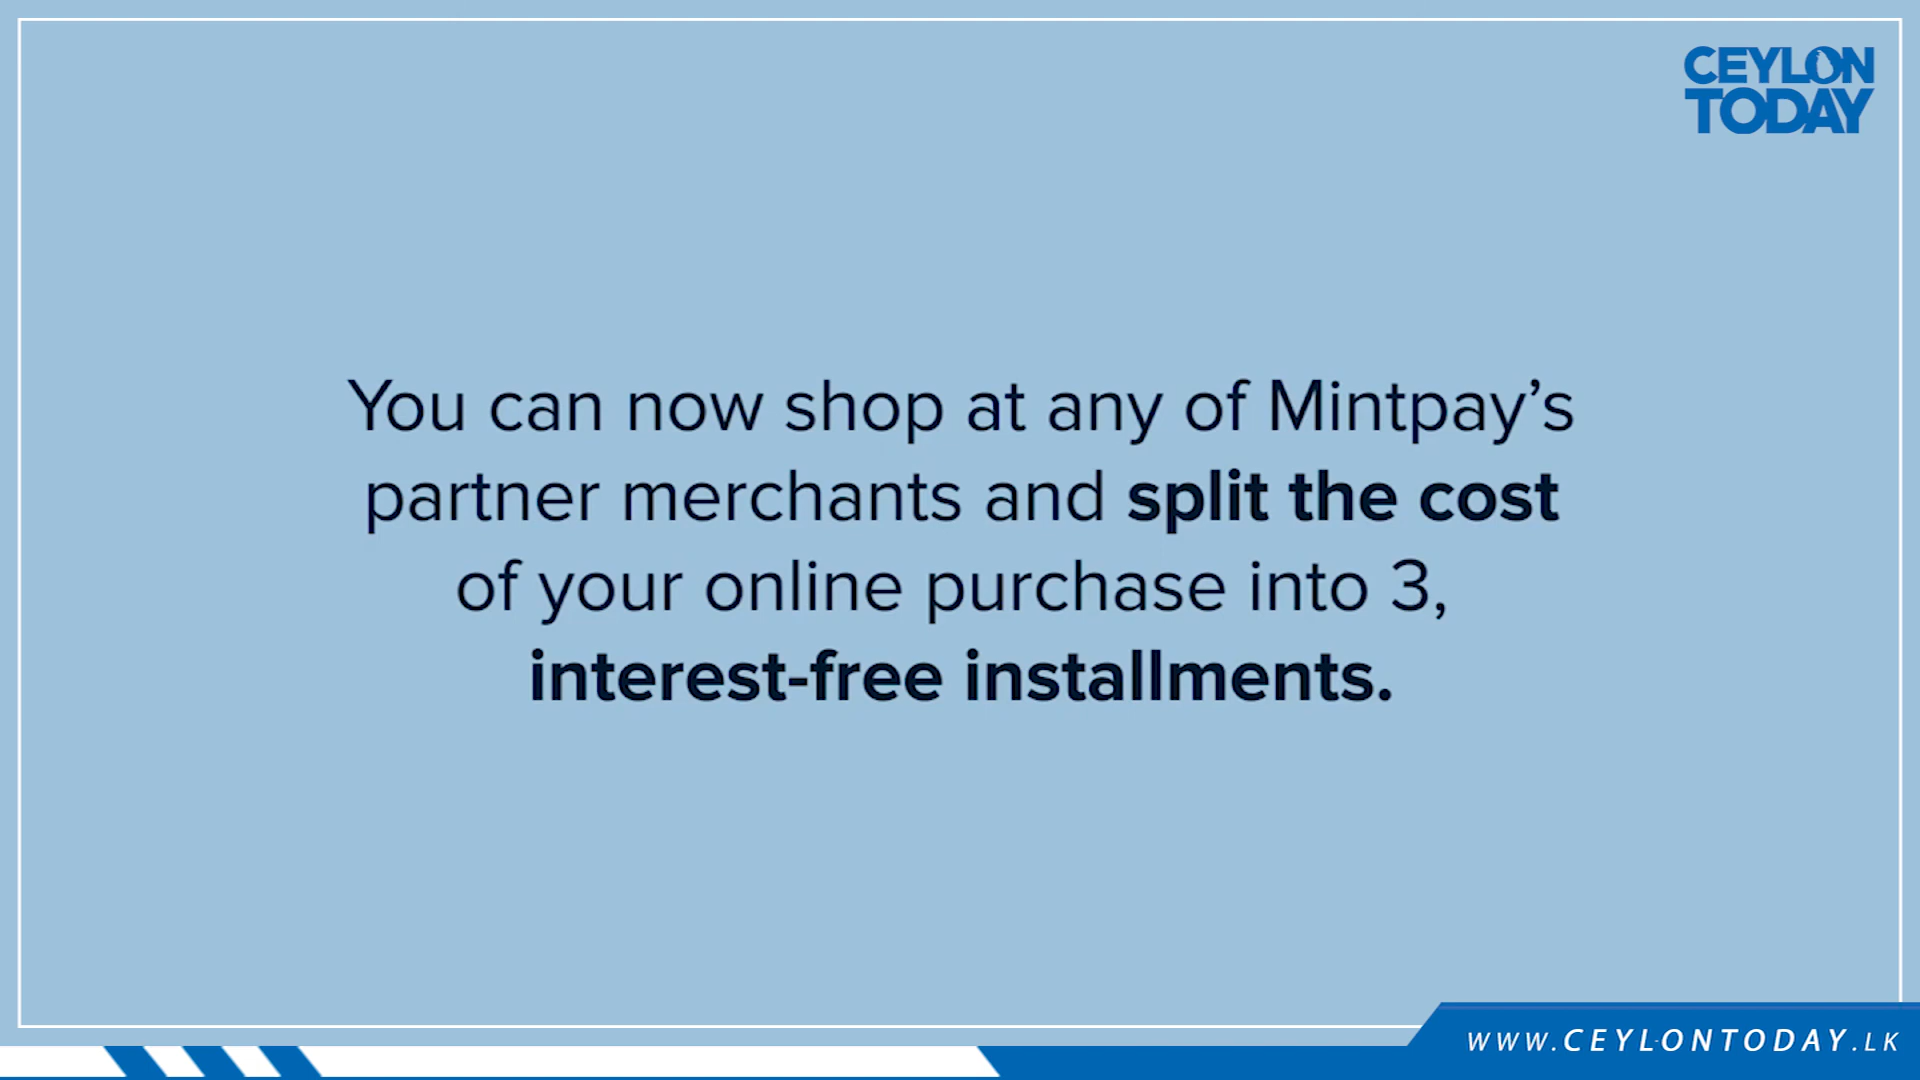 CEYLON
TODAY
You can now shop at any of Mintpay’s
partner merchants and split the cost
of your online purchase into 3,
interest-free installments.
WWW.CEYLONTODAY.LK